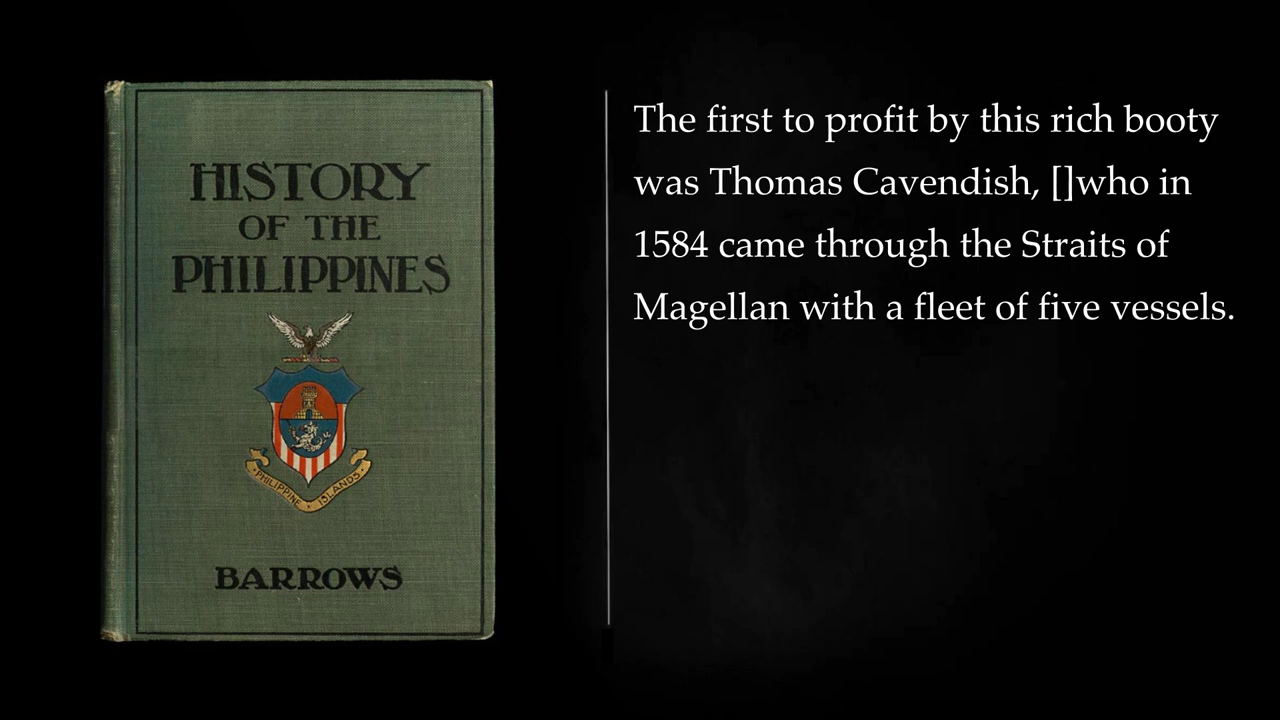 HISTORY
OF THE
PHILIPPINES
PHILIPPINE ISLANDS
BARROWS
The first to profit by this rich booty
was Thomas Cavendish, []who in
1584 came through the Straits of
Magellan with a fleet of five vessels.